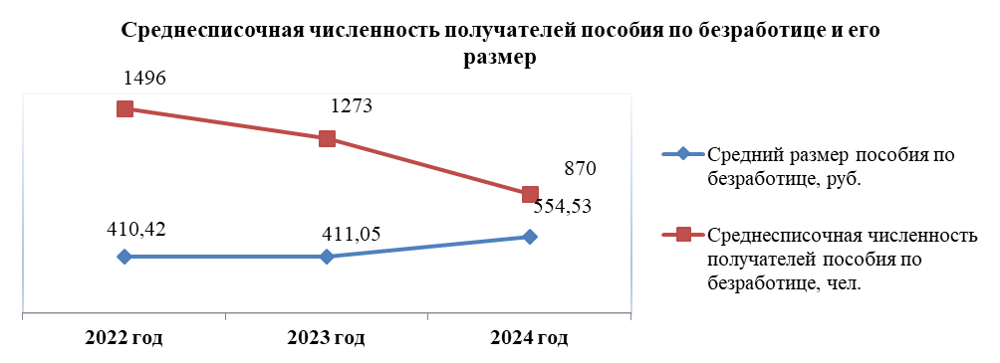 Среднесписочная численность получателей пособия по безработице и его
размер
1496
1273
870
554,53
410,42
411,05
Средний размер пособия по
безработице, руб.
Среднесписочная численность
получателей пособия по
безработице, чел.
2022 год
2023 год
2024 год